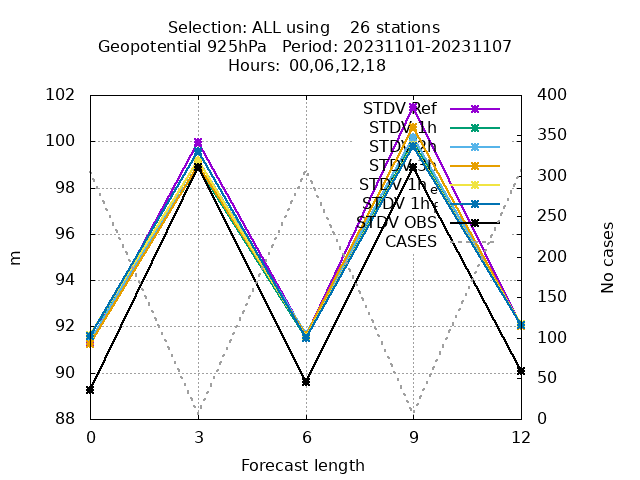 Selection: ALL using    26 stations
Geopotential 925hPa   Period: 20231101-20231107
Hours: 00,06,12,18
102
100
98
96
94
92
90
88
400
350
300
250
200
150
100
50
0
STDV Ref
STDV 1h
STDV 2h
STDV 3h
STDV 1h_e
STDV 1hr
STDV OBS
CASES
m
No cases
0 3 6 9 12
Forecast length